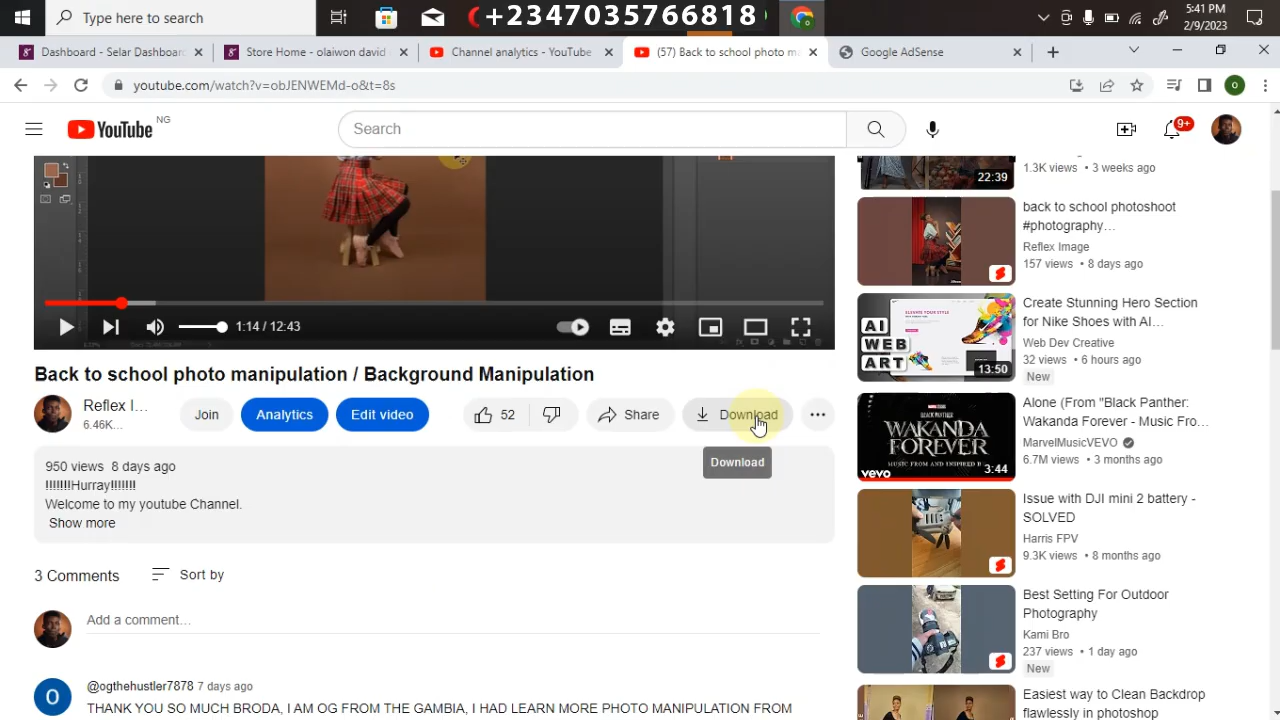 Type here to search
+2347035766818
5:41 PM
2/9/2023
Dashboard - Selar Dashboar
Store Home - olaiwon david
Channel analytics - YouTube
(57) Back to school photo m
Google AdSense
youtube.com/watch?v=objENWEMd-o&t=8s
YouTube NG
Search
9+
1.3K views • 3 weeks ago
22:39
back to school photoshoot
#photography…
Reflex Image
157 views • 8 days ago
1:14 / 12:43
Create Stunning Hero Section
for Nike Shoes with AI…
Web Dev Creative
32 views • 6 hours ago
New
AI
WEB
ART
13:50
Back to school photo manipulation / Background Manipulation
Reflex I...
6.46K...
Join
Analytics
Edit video
52
Share
Download
Download
Alone (From "Black Panther:
Wakanda Forever - Music Fro…
MarvelMusicVEVO
6.7M views • 3 months ago
BLACK PANTHER
WAKANDA
FOREVER
vevo
3:44
950 views 8 days ago
!!!!!!!Hurray!!!!!!!
Welcome to my youtube Channel.
Show more
Issue with DJI mini 2 battery -
SOLVED
Harris FPV
9.3K views • 8 months ago
3 Comments
Sort by
Add a comment...
Best Setting For Outdoor
Photography
Kami Bro
237 views • 1 day ago
New
O
@ogthehustler7878 7 days ago
THANK YOU SO MUCH BRODA, I AM OG FROM THE GAMBIA, I HAD LEARN MORE PHOTO MANIPULATION FROM
Easiest way to Clean Backdrop
flawlessly in photoshop